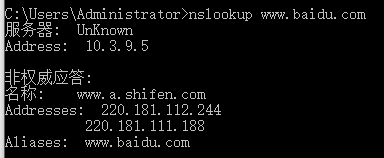 C:\Users\Administrator>nslookup www.baidu.com
服务器:  UnKnown
Address:  10.3.9.5
非权威应答:
名称:    www.a.shifen.com
Addresses:  220.181.112.244
220.181.111.188
Aliases:  www.baidu.com